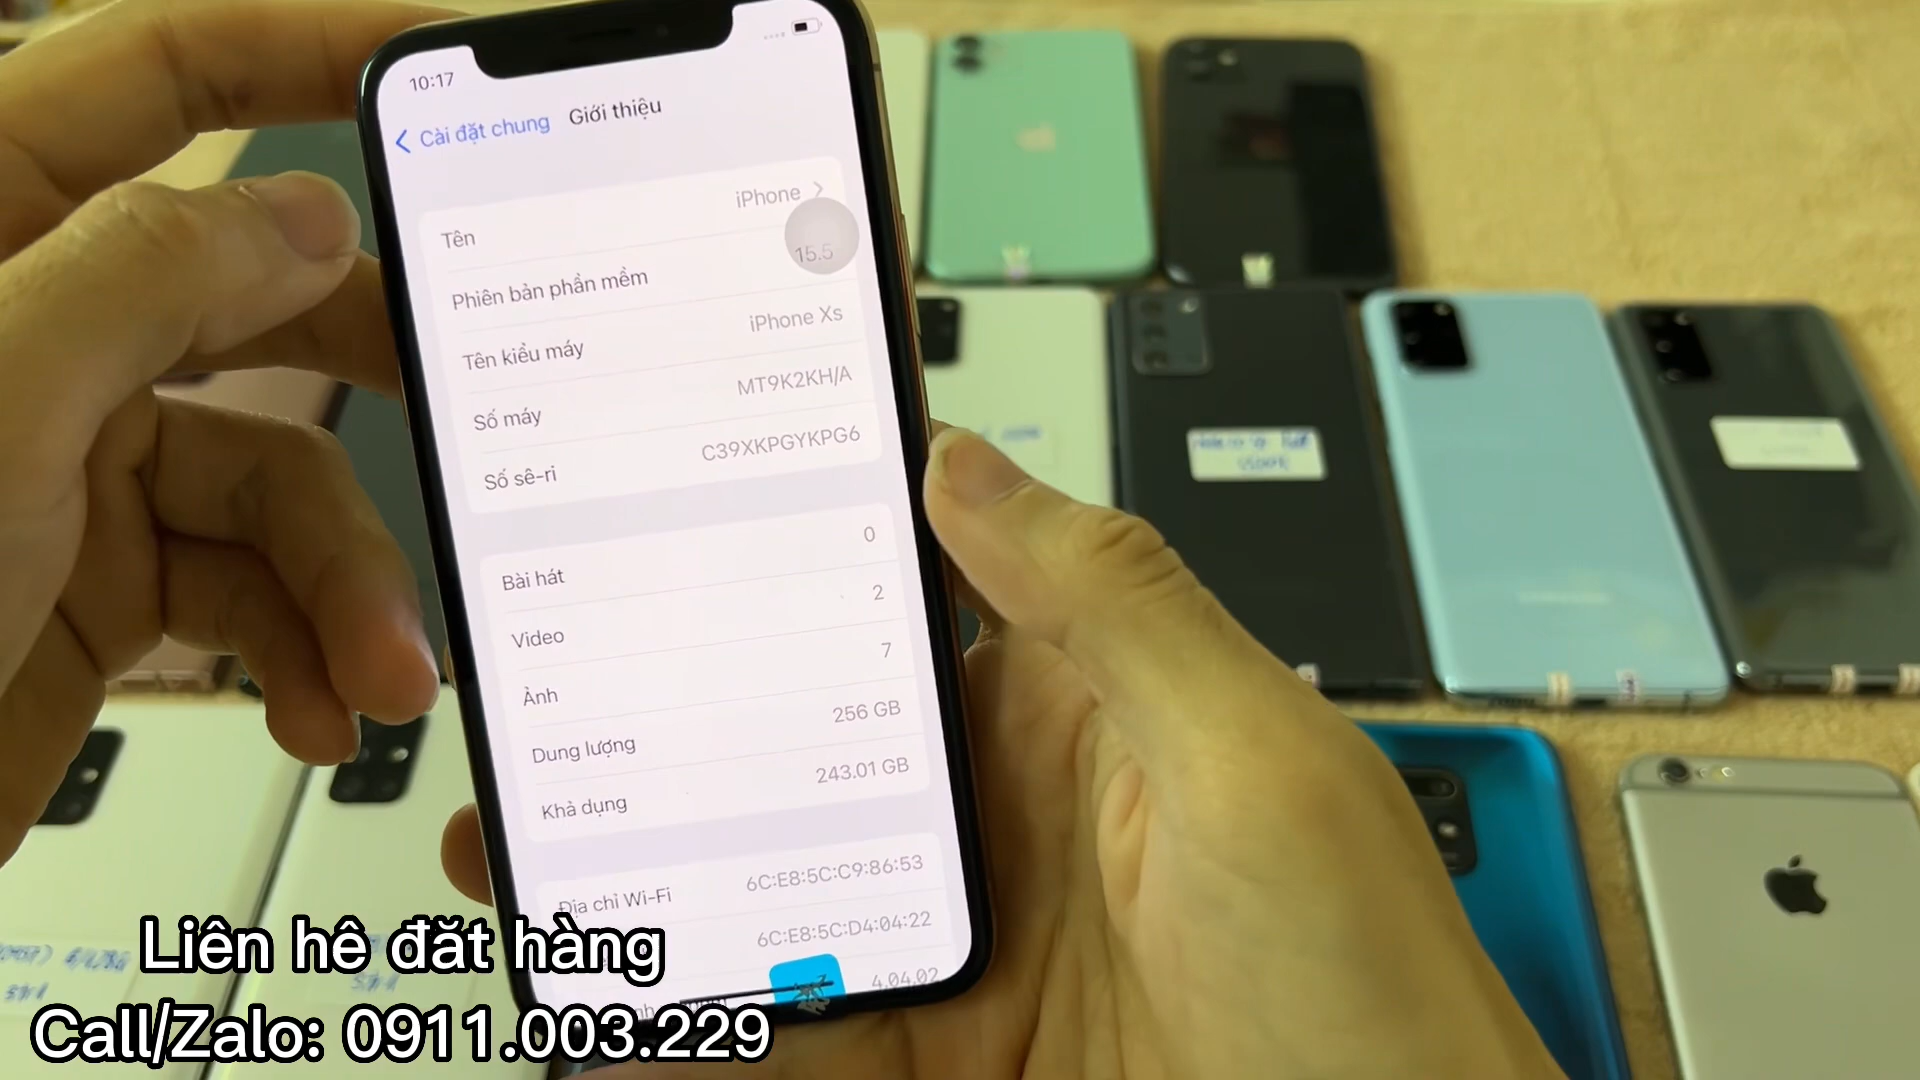 10:17
Cài đặt chung Giới thiệu
Tên iPhone
Phiên bản phần mềm 15.5
Tên kiểu máy iPhone Xs
Số máy MT9K2KH/A
Số sê-ri C39XKPGYKPG6
Bài hát 0
Video 2
Ảnh 7
Dung lượng 256 GB
Khả dụng 243.01 GB
Địa chỉ Wi-Fi 6C:E8:5C:C9:86:53
6C:E8:5C:D4:04:22
4.04.02
Liên hê đăt hàng
Call/Zalo: 0911.003.229